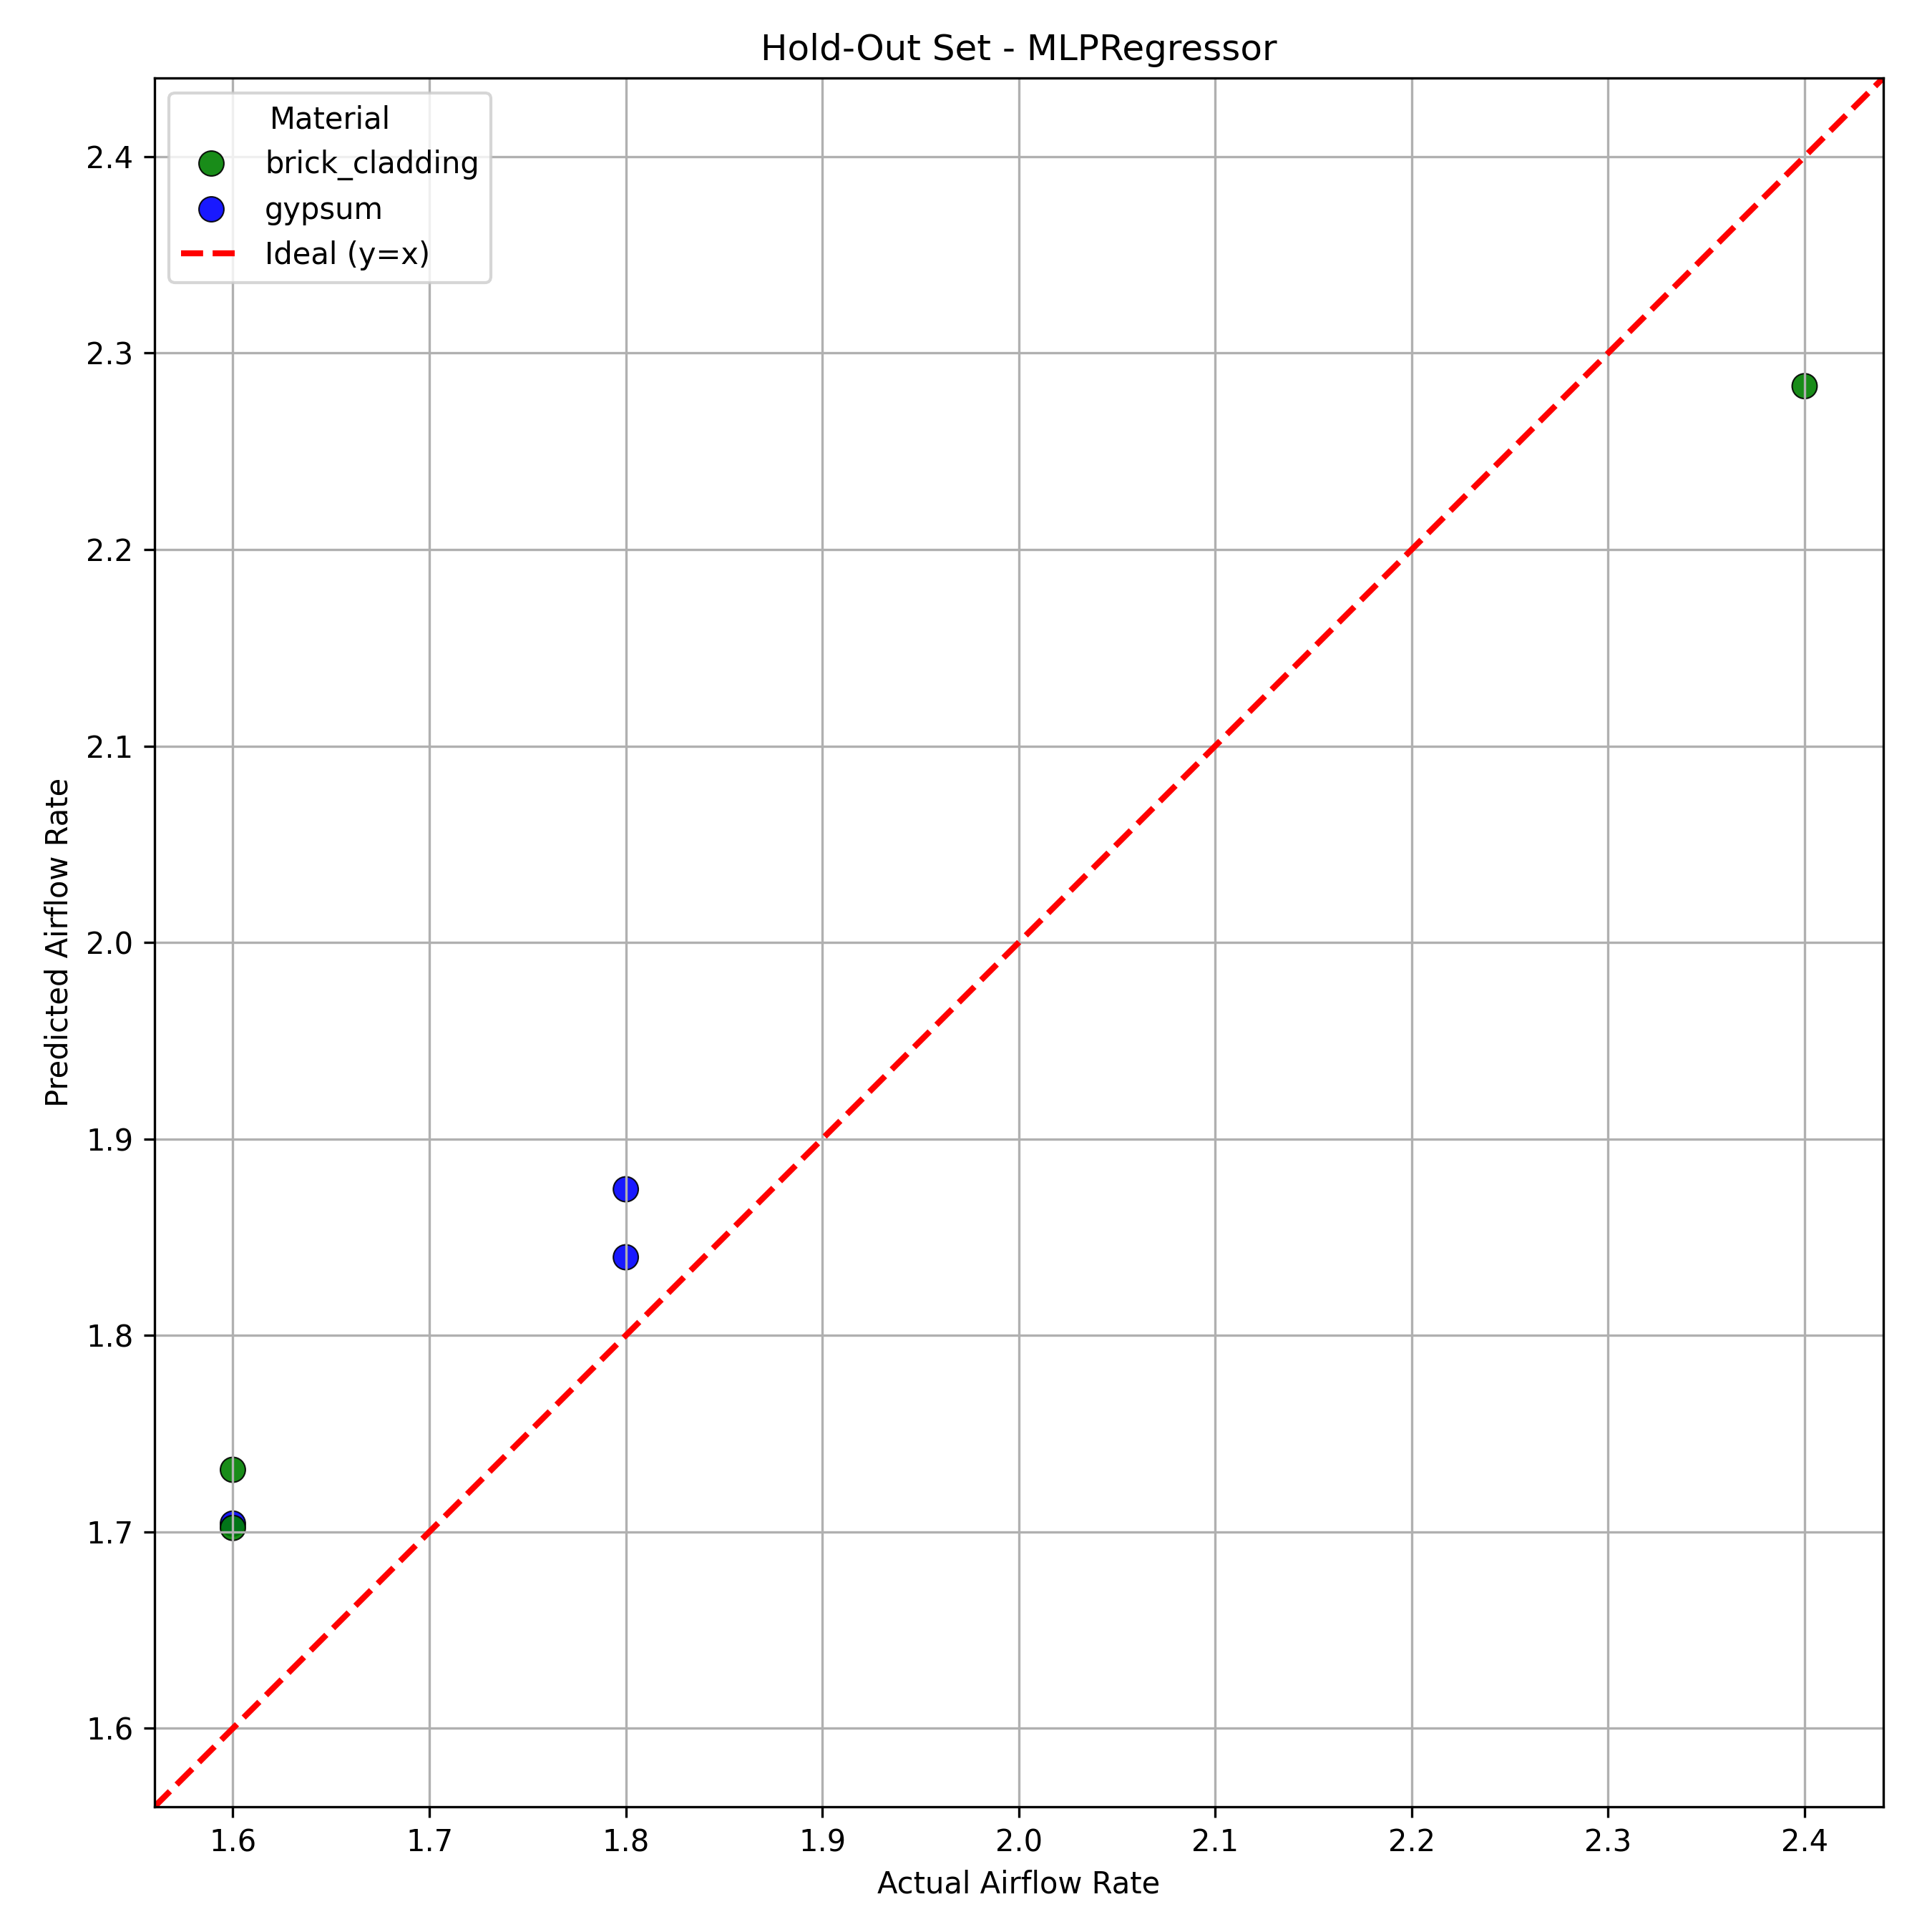 Hold-Out Set - MLPRegressor
Material
brick_cladding
gypsum
Ideal (y=x)
2.4
2.3
2.2
2.1
2.0
1.9
1.8
1.7
1.6
Predicted Airflow Rate
1.6 1.7 1.8 1.9 2.0 2.1 2.2 2.3 2.4
Actual Airflow Rate